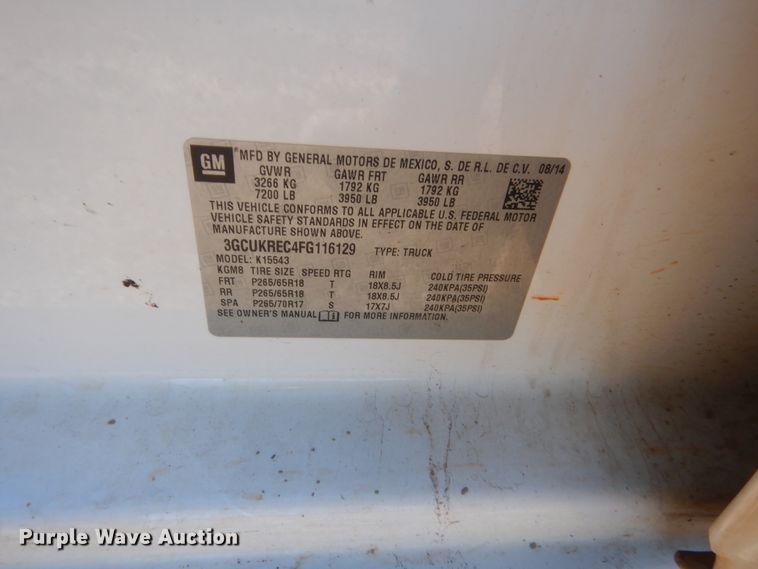 GM MFD BY GENERAL MOTORS DE MEXICO, S. DE R.L. DE C.V. 08/14
GVWR GAWR FRT GAWR RR
3266 KG 1792 KG 1792 KG
7200 LB 3950 LB 3950 LB
THIS VEHICLE CONFORMS TO ALL APPLICABLE U.S. FEDERAL MOTOR
VEHICLE SAFETY STANDARDS IN EFFECT ON THE DATE OF
MANUFACTURE SHOWN ABOVE.
3GCUKREC4FG116129 TYPE: TRUCK
MODEL: K15543
KGM8 TIRE SIZE SPEED RTG RIM COLD TIRE PRESSURE
FRT P265/65R18 T 18X8.5J 240KPA(35PSI)
RR P265/65R18 T 18X8.5J 240KPA(35PSI)
SPA P265/70R17 S 17X7J 240KPA(35PSI)
SEE OWNER'S MANUAL FOR MORE INFORMATION.
Purple Wave Auction